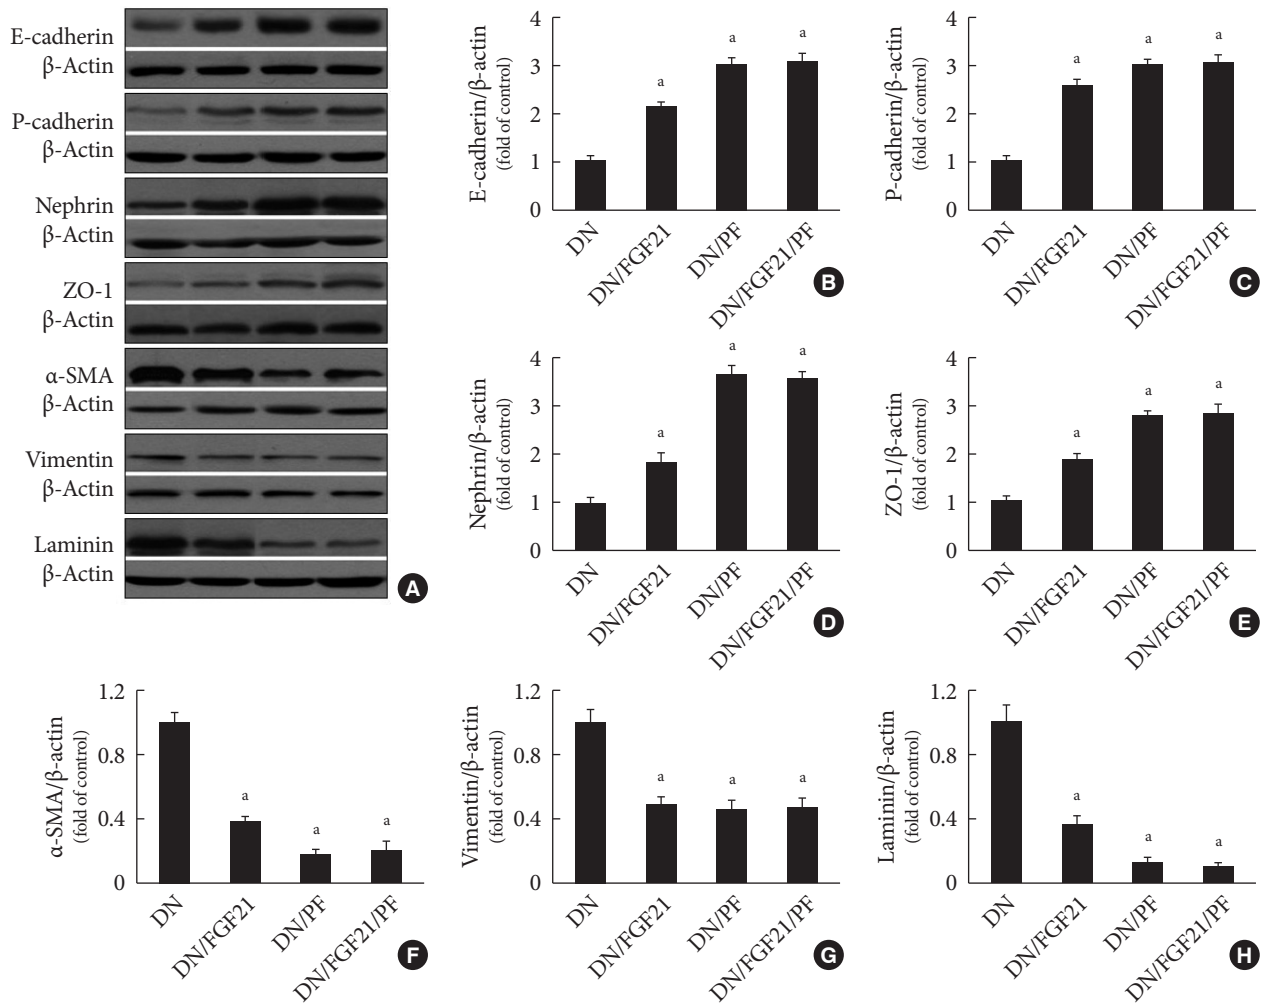 E-cadherin
β-Actin
P-cadherin
β-Actin
Nephrin
β-Actin
ZO-1
β-Actin
α-SMA
β-Actin
Vimentin
β-Actin
Laminin
β-Actin
A
E-cadherin/β-actin
(fold of control)
4
3
2
1
0
a
a
a
DN
DN/FGF21
DN/PF
DN/FGF21/PF
B
P-cadherin/β-actin
(fold of control)
4
3
2
1
0
a
a
a
DN
DN/FGF21
DN/PF
DN/FGF21/PF
C
Nephrin/β-actin
(fold of control)
4
3
2
1
0
a
a
a
DN
DN/FGF21
DN/PF
DN/FGF21/PF
D
ZO-1/β-actin
(fold of control)
4
3
2
1
0
a
a
a
DN
DN/FGF21
DN/PF
DN/FGF21/PF
E
α-SMA/β-actin
(fold of control)
1.2
0.8
0.4
0
a
a
a
DN
DN/FGF21
DN/PF
DN/FGF21/PF
F
Vimentin/β-actin
(fold of control)
1.2
0.8
0.4
0
a
a
a
DN
DN/FGF21
DN/PF
DN/FGF21/PF
G
Laminin/β-actin
(fold of control)
1.2
0.8
0.4
0
a
a
a
DN
DN/FGF21
DN/PF
DN/FGF21/PF
H